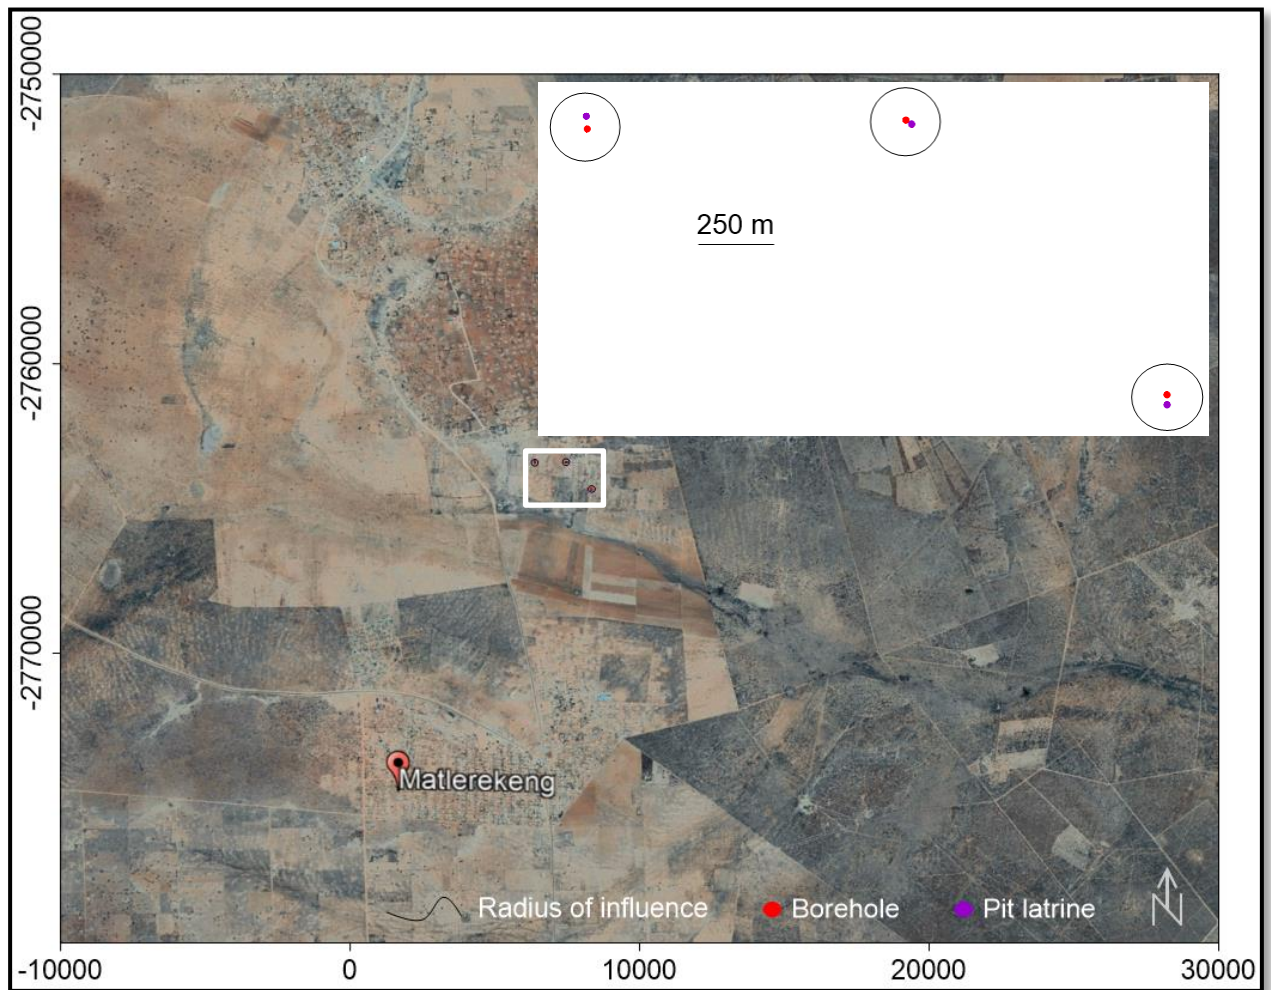 -2750000
250 m
-2760000
-2770000
Matlerekeng
Radius of influence
Borehole
Pit latrine
N
-10000
0
10000
20000
30000